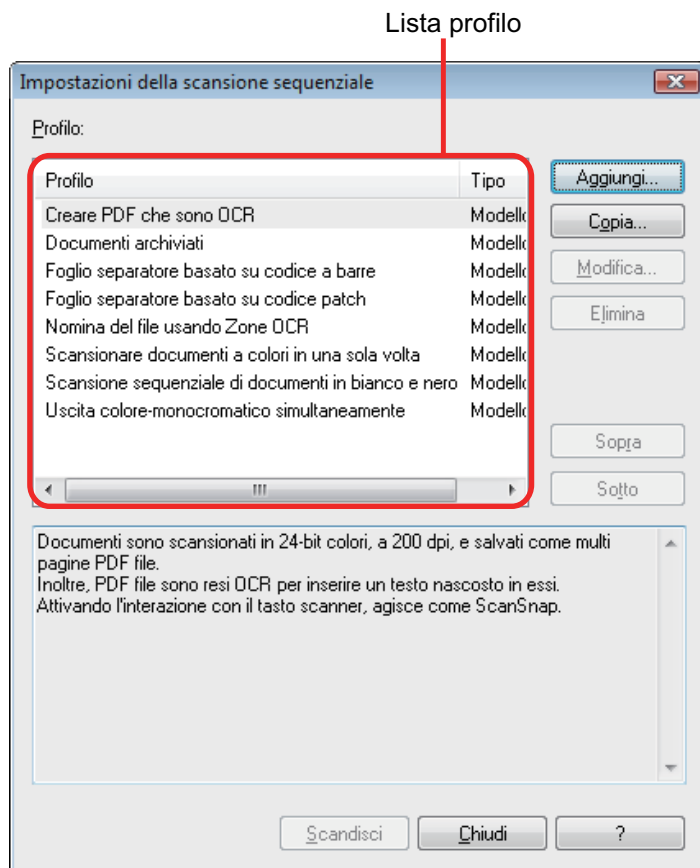 Lista profilo
Impostazioni della scansione sequenziale
Profilo:
Profilo Tipo
Creare PDF che sono OCR Modello
Documenti archiviati Modello
Foglio separatore basato su codice a barre Modello
Foglio separatore basato su codice patch Modello
Nomina del file usando Zone OCR Modello
Scansionare documenti a colori in una sola volta Modello
Scansione sequenziale di documenti in bianco e nero Modello
Uscita colore-monocromatico simultaneamente Modello
Aggiungi...
Copia...
Modifica...
Elimina
Sopra
Sotto
Documenti sono scansionati in 24-bit colori, a 200 dpi, e salvati come multi
pagine PDF file.
Inoltre, PDF file sono resi OCR per inserire un testo nascosto in essi.
Attivando l'interazione con il tasto scanner, agisce come ScanSnap.
Scandisci Chiudi ?